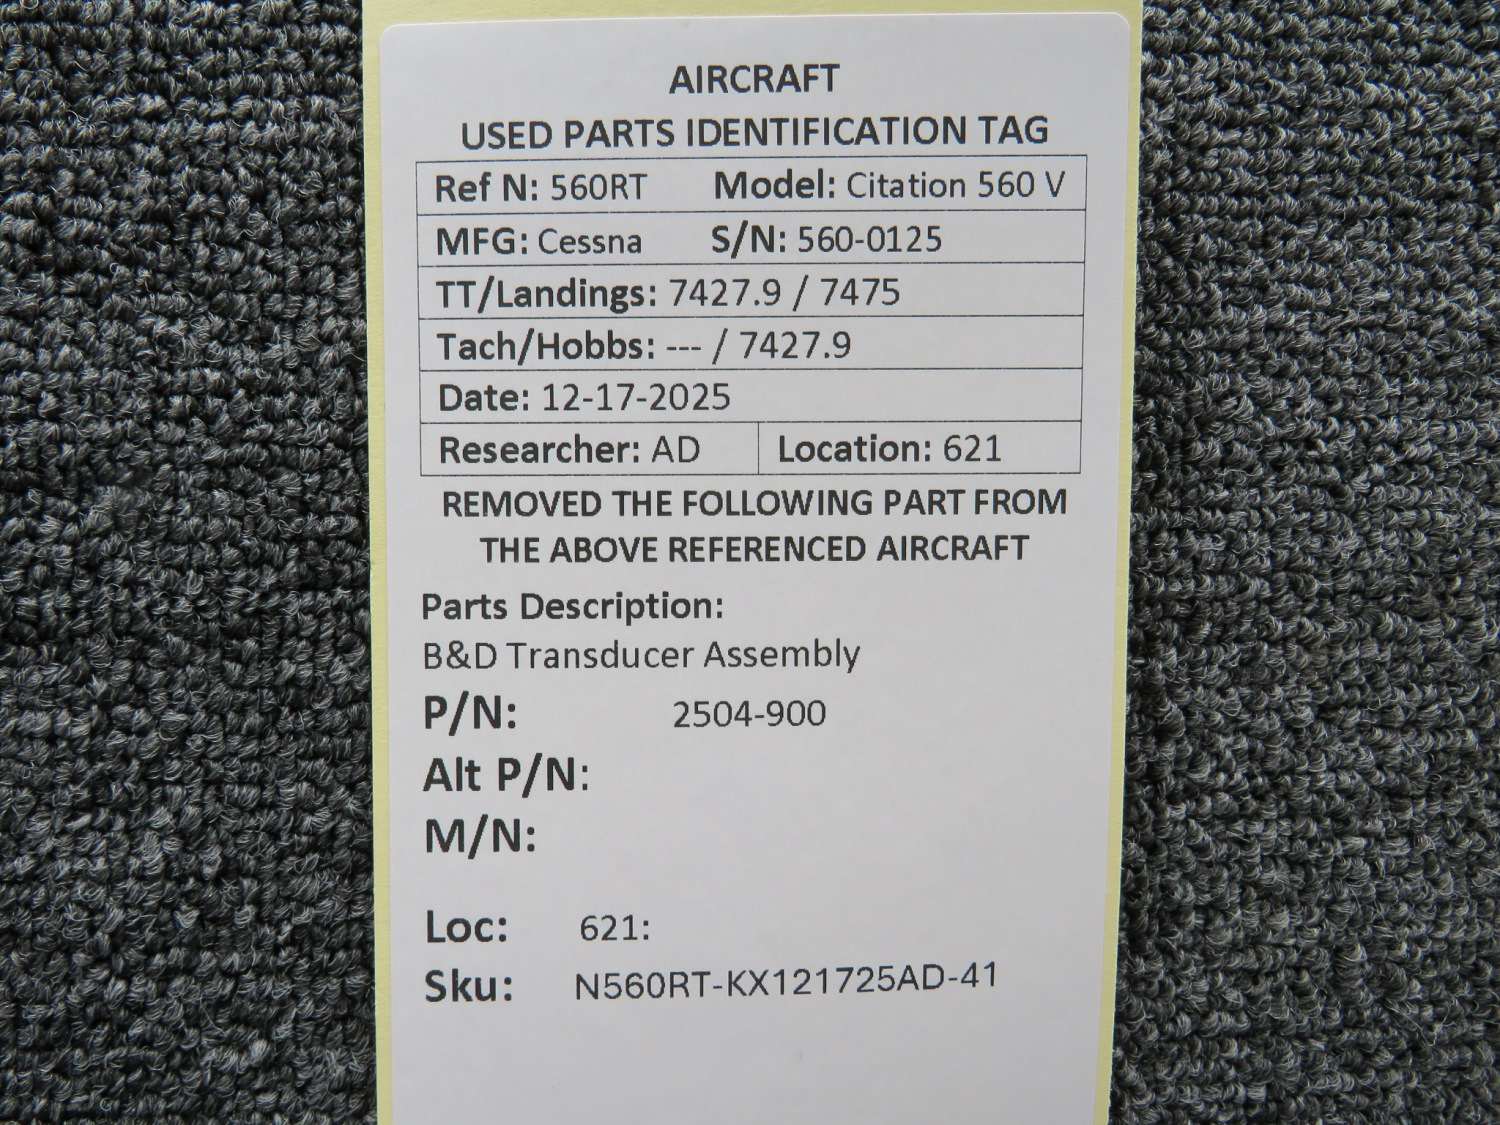 AIRCRAFT
USED PARTS IDENTIFICATION TAG
Ref N: 560RT Model: Citation 560 V
MFG: Cessna S/N: 560-0125
TT/Landings: 7427.9 / 7475
Tach/Hobbs: --- / 7427.9
Date: 12-17-2025
Researcher: AD Location: 621
REMOVED THE FOLLOWING PART FROM
THE ABOVE REFERENCED AIRCRAFT
Parts Description:
B&D Transducer Assembly
P/N: 2504-900
Alt P/N:
M/N:
Loc: 621:
Sku: N560RT-KX121725AD-41